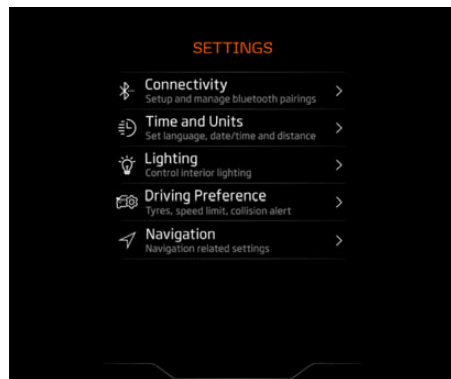 SETTINGS
Connectivity
Setup and manage bluetooth pairings
Time and Units
Set language, date/time and distance
Lighting
Control interior lighting
Driving Preference
Tyres, speed limit, collision alert
Navigation
Navigation related settings